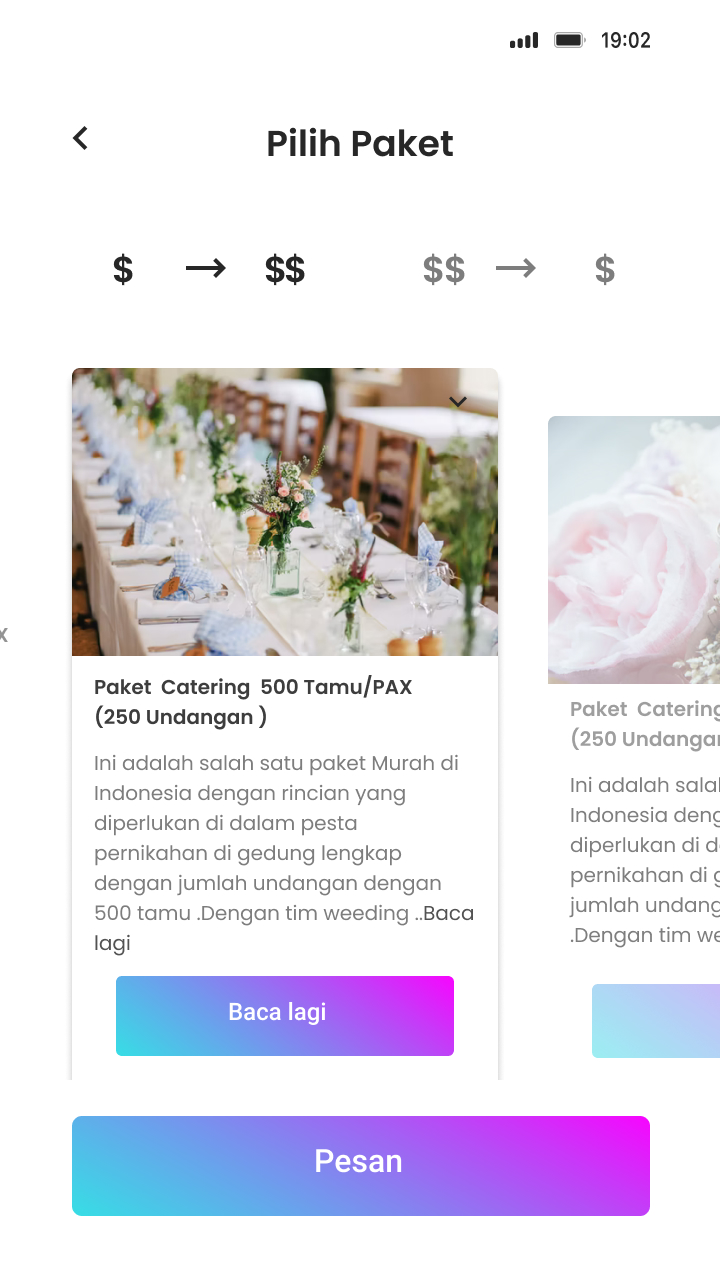 19:02
Pilih Paket
$ → $$
$$ → $
x
Paket Catering 500 Tamu/PAX
(250 Undangan )
Ini adalah salah satu paket Murah di
Indonesia dengan rincian yang
diperlukan di dalam pesta
pernikahan di gedung lengkap
dengan jumlah undangan dengan
500 tamu .Dengan tim weeding ..Baca
lagi
Baca lagi
Paket Catering
(250 Undangan
Ini adalah sala
Indonesia deng
diperlukan di d
pernikahan di g
jumlah undang
.Dengan tim we
Pesan